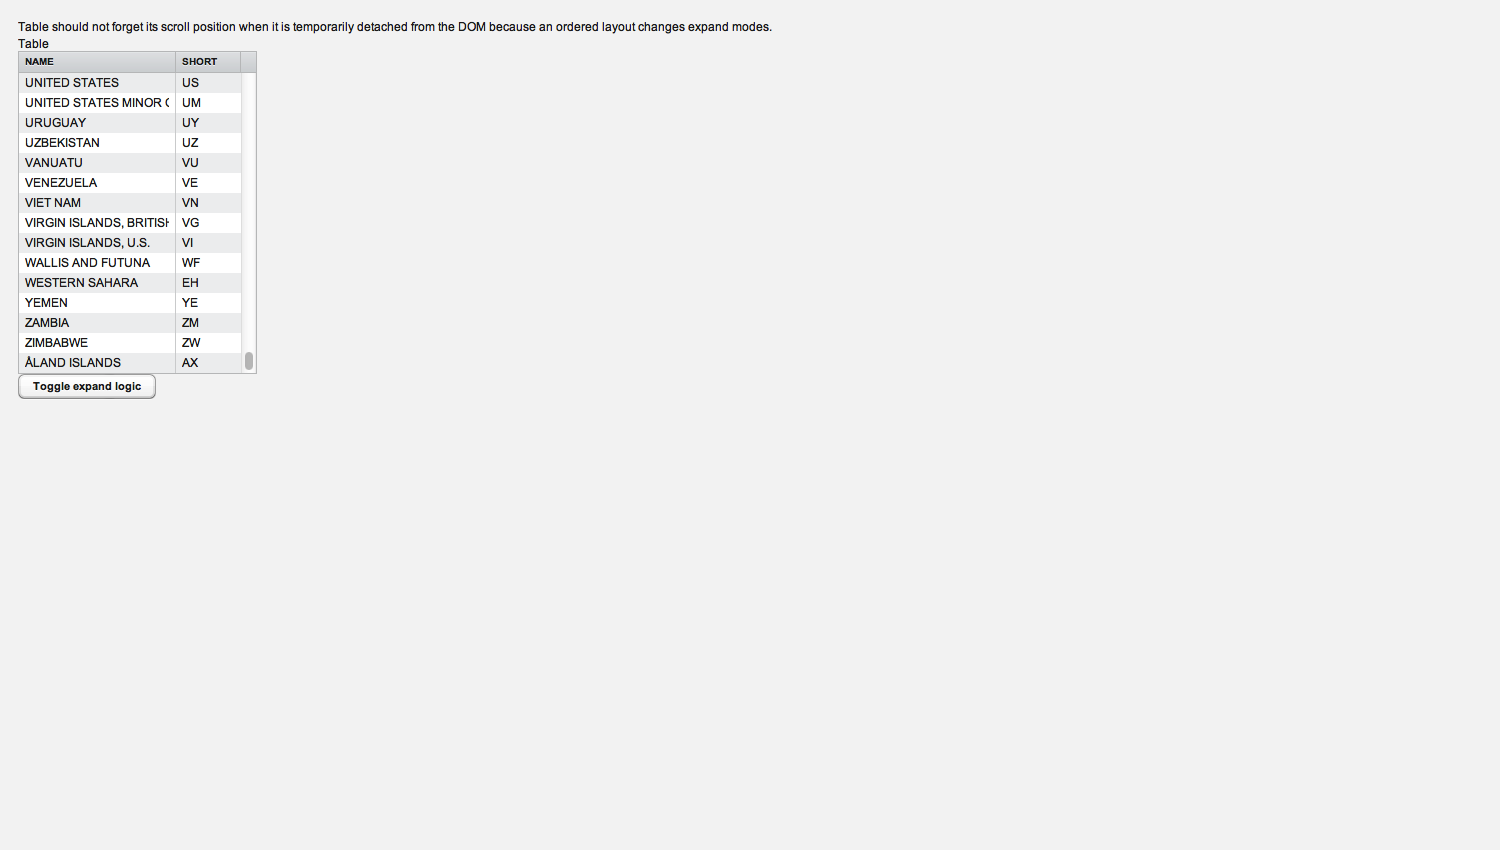 Table should not forget its scroll position when it is temporarily detached from the DOM because an ordered layout changes expand modes.
Table
NAME SHORT
UNITED STATES US
UNITED STATES MINOR UM
URUGUAY UY
UZBEKISTAN UZ
VANUATU VU
VENEZUELA VE
VIET NAM VN
VIRGIN ISLANDS, BRITISH VG
VIRGIN ISLANDS, U.S. VI
WALLIS AND FUTUNA WF
WESTERN SAHARA EH
YEMEN YE
ZAMBIA ZM
ZIMBABWE ZW
ÅLAND ISLANDS AX
Toggle expand logic